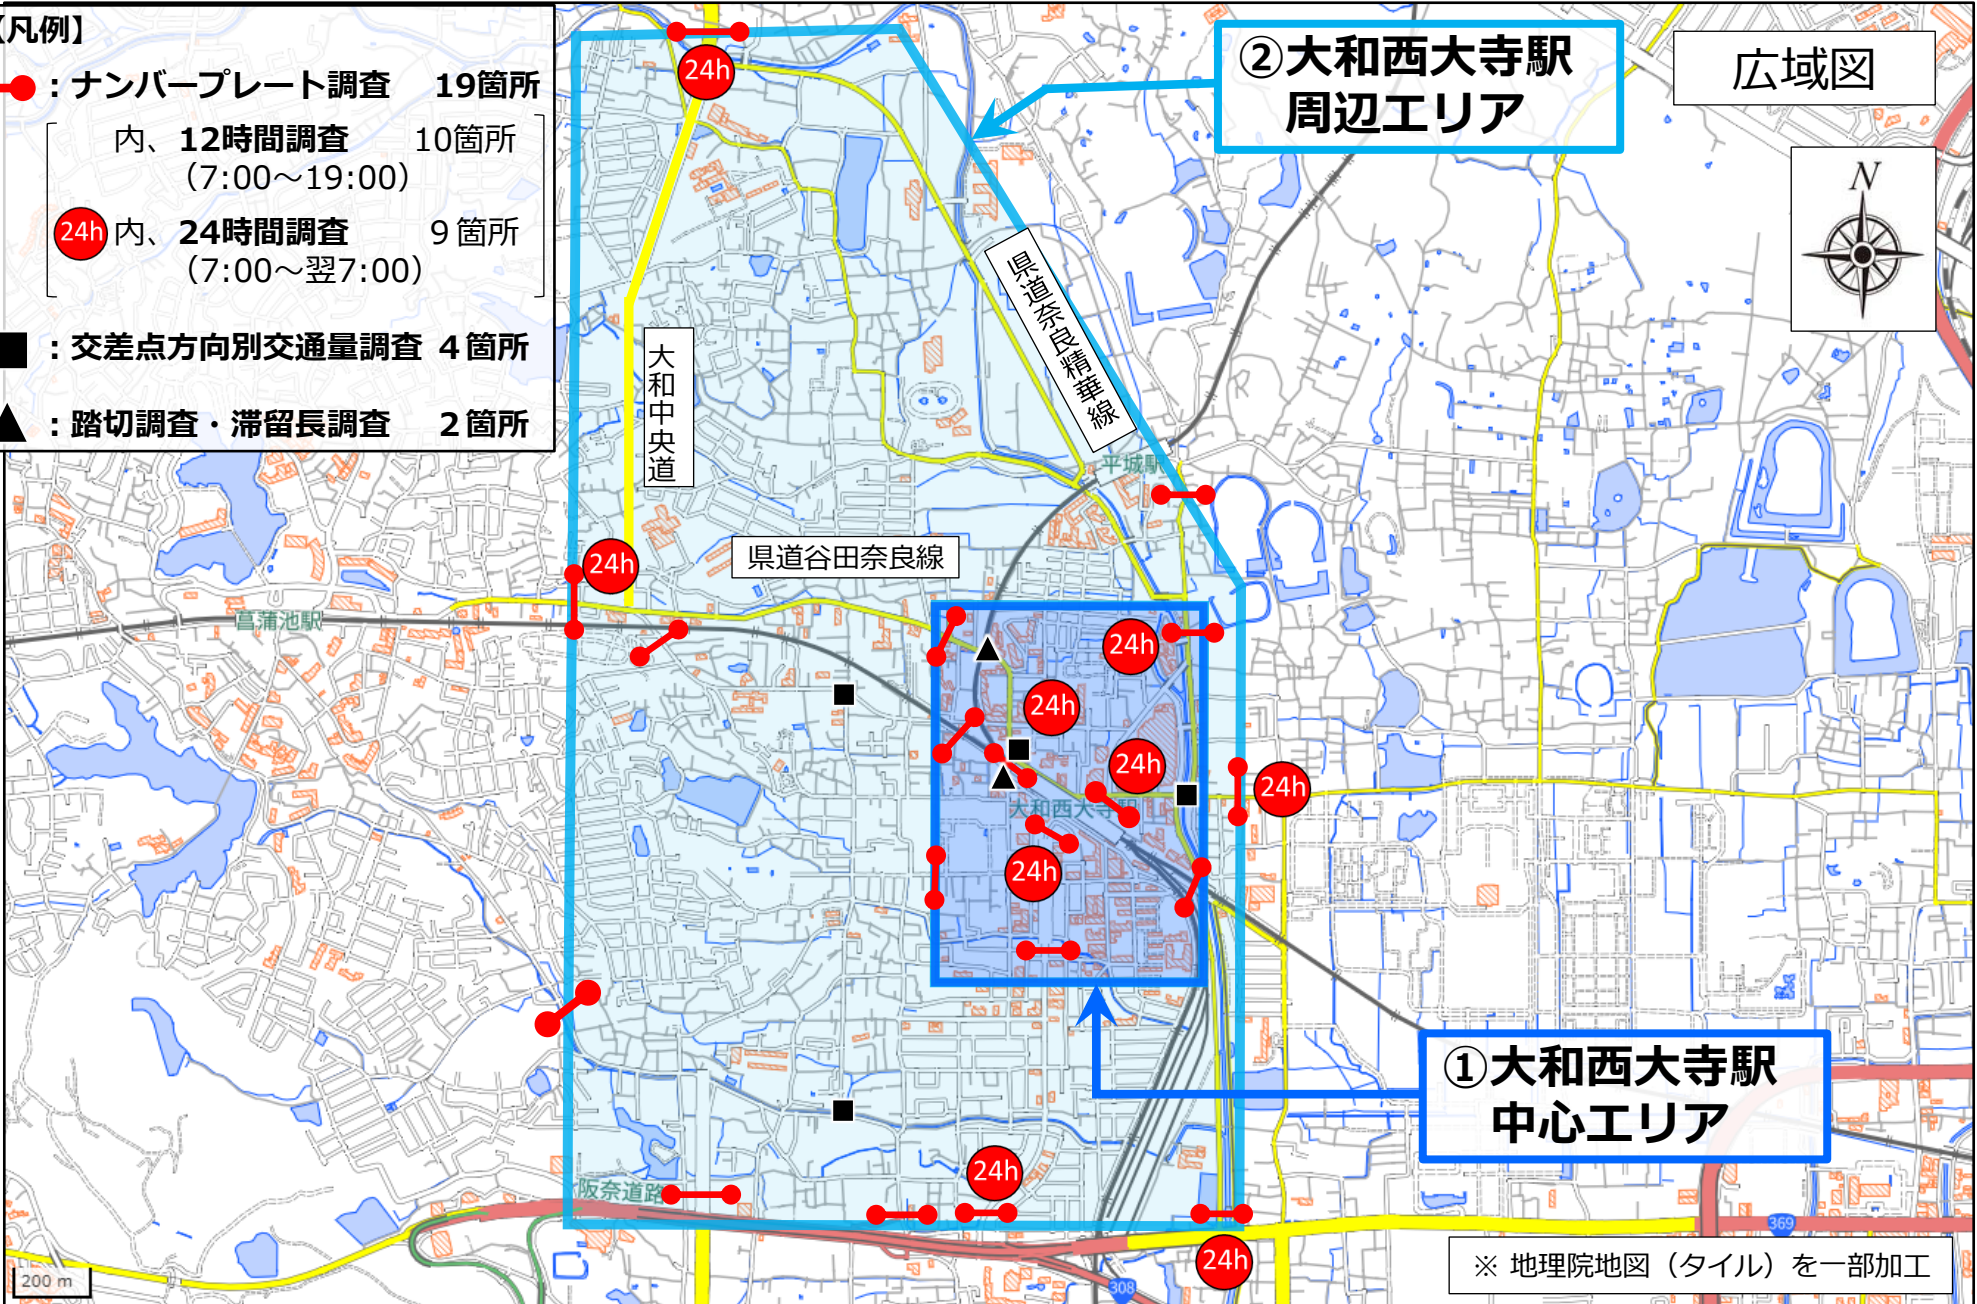 【凡例】
：ナンバープレート調査　19箇所
内、12時間調査　10箇所
（7:00～19:00）
24h 内、24時間調査　９箇所
（7:00～翌7:00）
：交差点方向別交通量調査 ４箇所
：踏切調査・滞留長調査　２箇所
24h
②大和西大寺駅
周辺エリア
広域図
N
県道奈良精華線
大和中央道
平城駅
県道谷田奈良線
24h
菖蒲池駅
24h
24h
24h
24h
大和西大寺駅
24h
①大和西大寺駅
中心エリア
24h
阪奈道路
24h
369
308
200 m
※ 地理院地図（タイル）を一部加工